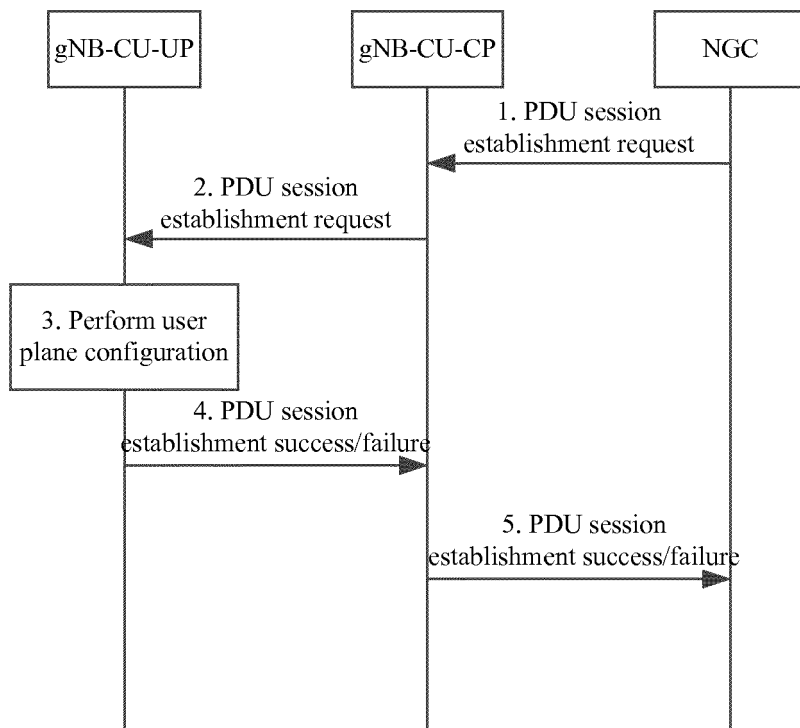 gNB-CU-UP
gNB-CU-CP
NGC
1. PDU session
establishment request
2. PDU session
establishment request
3. Perform user
plane configuration
4. PDU session
establishment success/failure
5. PDU session
establishment success/failure